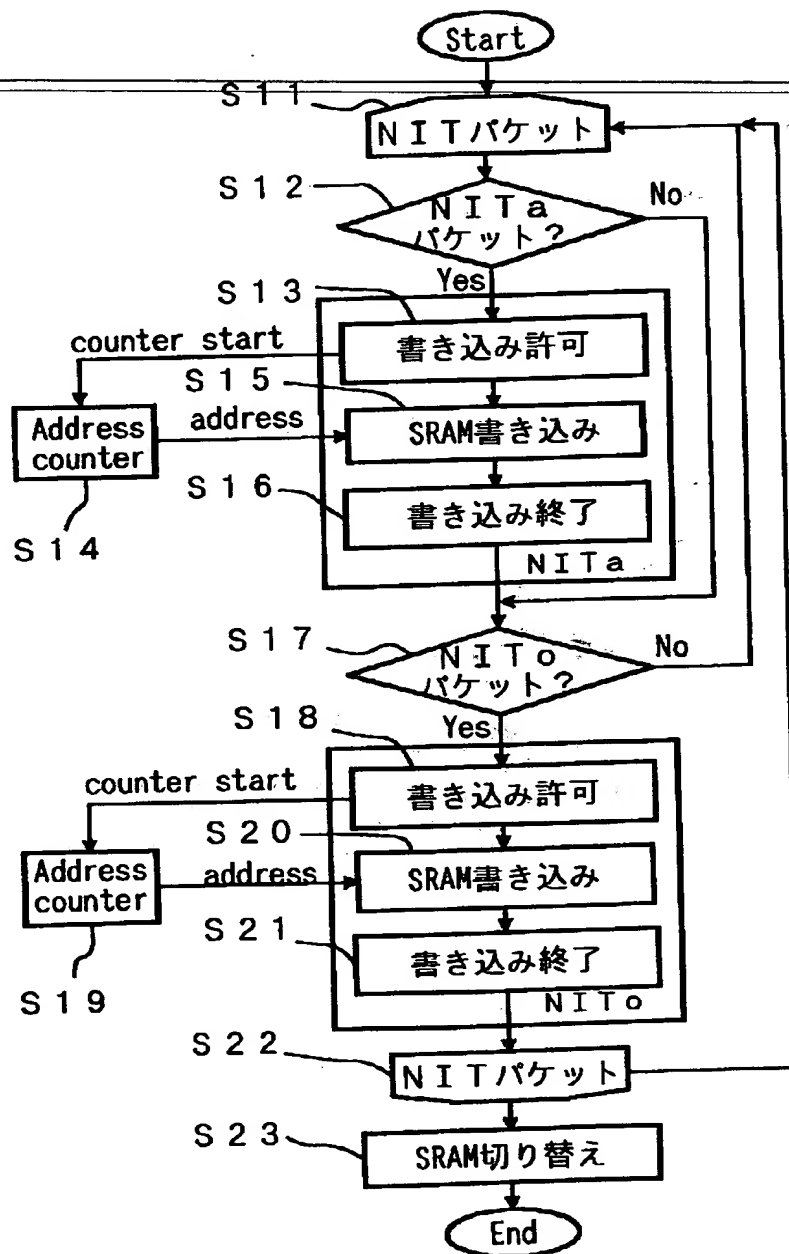 Start
S11
NITパケット
S12
NITa
パケット?
No
Yes
S13
書き込み許可
counter start
S15
Address
counter
address
SRAM書き込み
S16
書き込み終了
S14
NITa
S17
NITo
パケット?
No
Yes
S18
書き込み許可
counter start
S20
Address
counter
address
SRAM書き込み
S21
書き込み終了
S19
NITo
S22
NITパケット
S23
SRAM切り替え
End